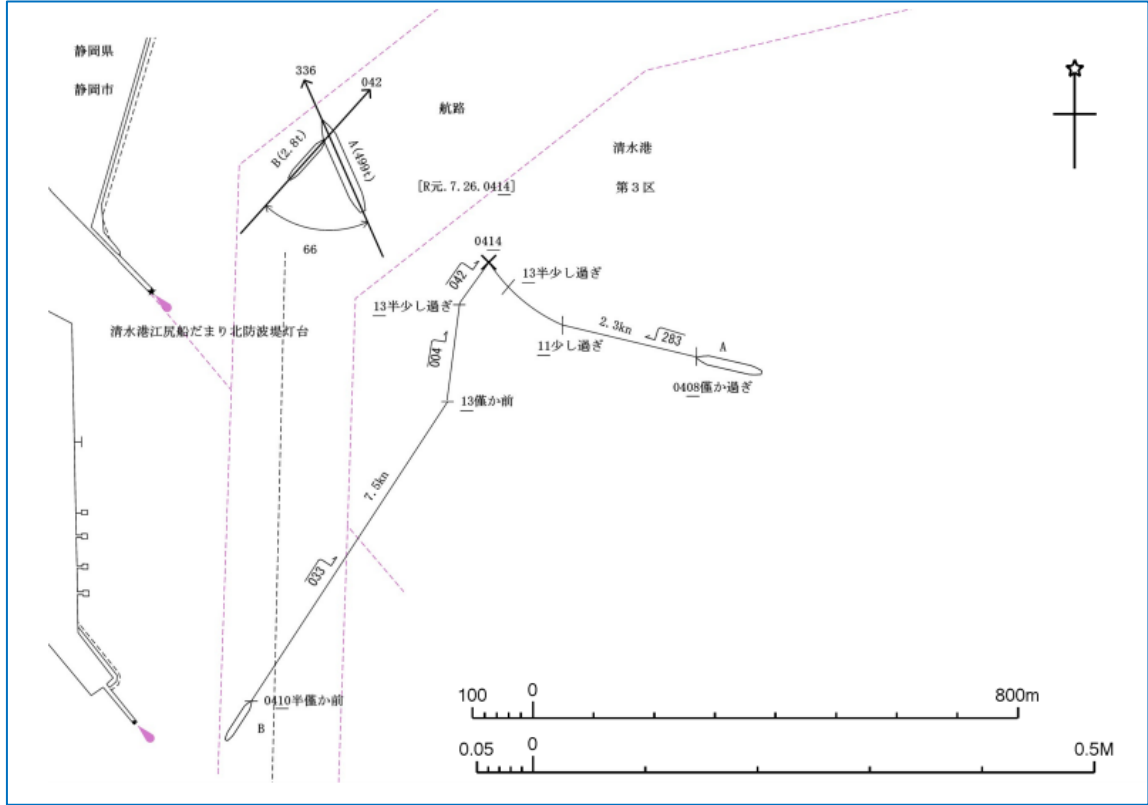 静岡県
静岡市
336
042
B(2.8t)
A(499t)
66
航路
清水港
第3区
[R元.7.26.0414]
0414
042
13半少し過ぎ
13半少し過ぎ
清水港江尻船だまり北防波堤灯台
004
11少し過ぎ
2.3kn
283
A
0408僅か過ぎ
13僅か前
7.5kn
033
0410半僅か前
B
100 0 800m
0.05 0 0.5M